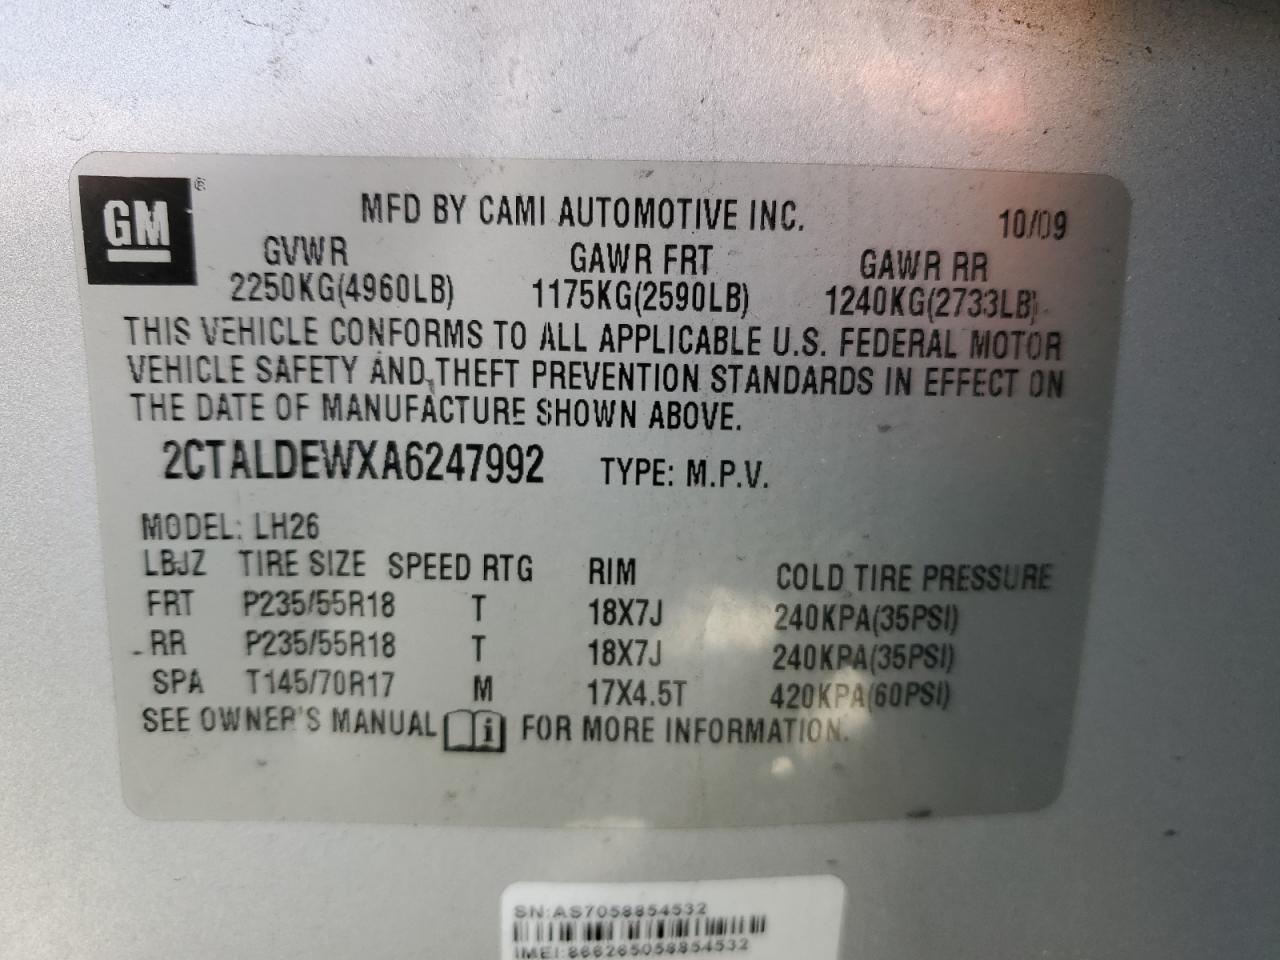 GM ®
MFD BY CAMI AUTOMOTIVE INC. 10/09
GVWR GAWR FRT GAWR RR
2250KG(4960LB) 1175KG(2590LB) 1240KG(2733LB)
THIS VEHICLE CONFORMS TO ALL APPLICABLE U.S. FEDERAL MOTOR
VEHICLE SAFETY AND THEFT PREVENTION STANDARDS IN EFFECT ON
THE DATE OF MANUFACTURE SHOWN ABOVE.
2CTALDEWXA6247992 TYPE: M.P.V.
MODEL: LH26
LBJZ TIRE SIZE SPEED RTG RIM COLD TIRE PRESSURE
FRT P235/55R18 T 18X7J 240KPA(35PSI)
RR P235/55R18 T 18X7J 240KPA(35PSI)
SPA T145/70R17 M 17X4.5T 420KPA(60PSI)
SEE OWNER'S MANUAL i FOR MORE INFORMATION.
SN:AS7058854532
IMEI:866265058854532